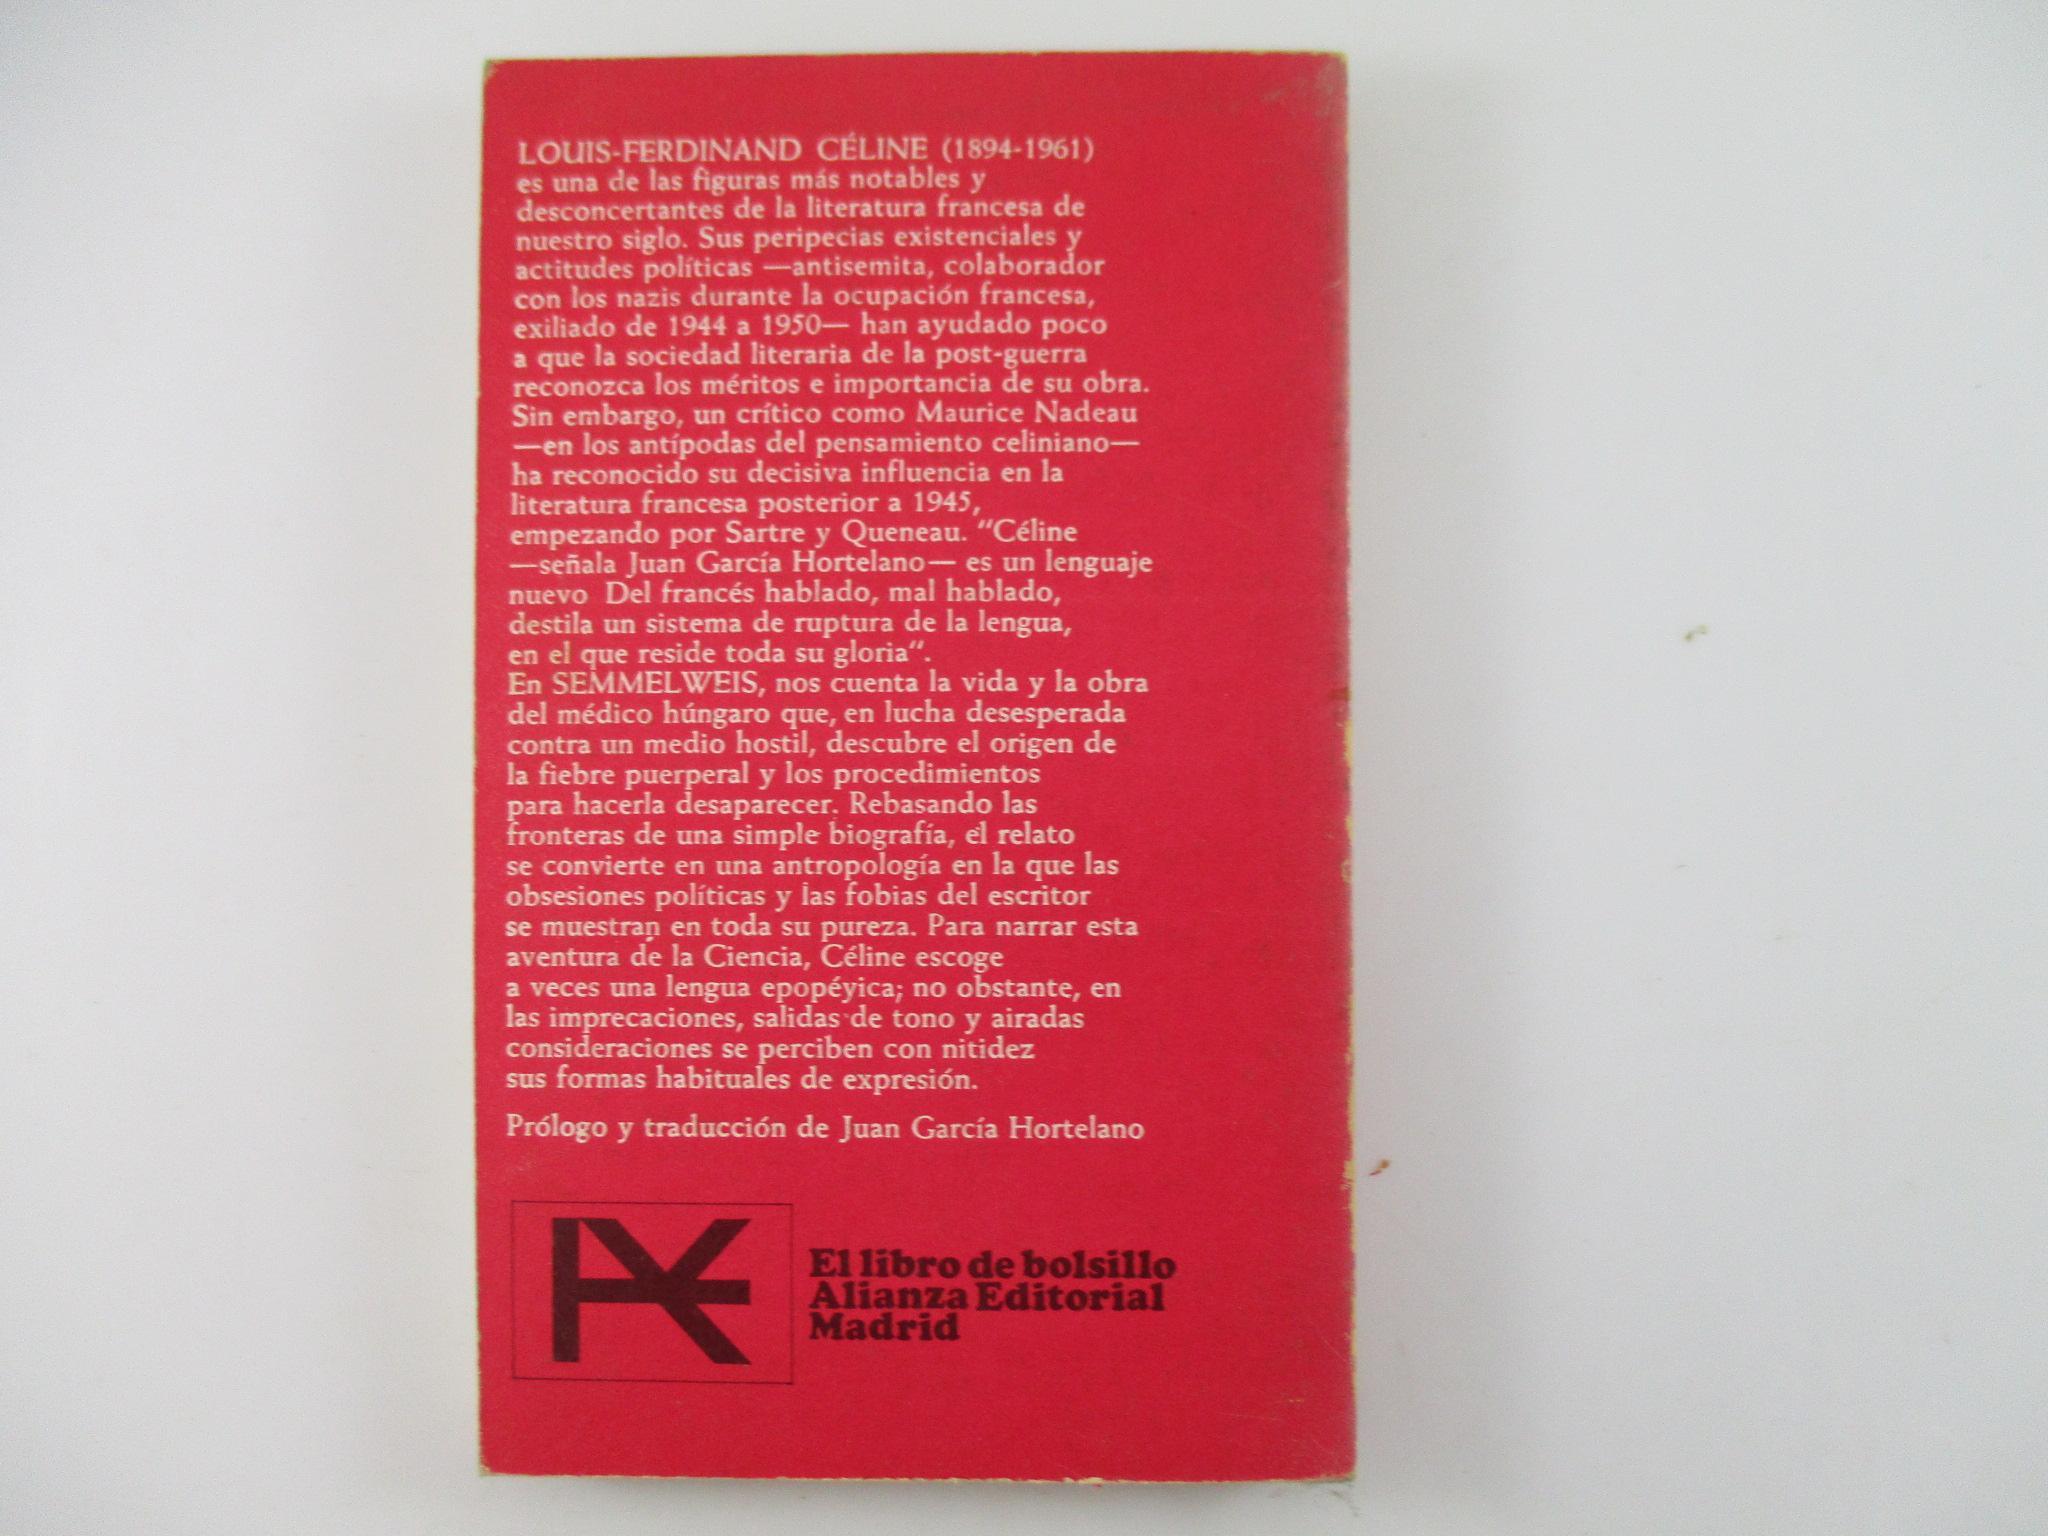 LOUIS-FERDINAND CÉLINE (1894-1961)
es una de las figuras más notables y
desconcertantes de la literatura francesa de
nuestro siglo. Sus peripecias existenciales y
actitudes políticas —antisemita, colaborador
con los nazis durante la ocupación francesa,
exiliado de 1944 a 1950— han ayudado poco
a que la sociedad literaria de la post-guerra
reconozca los méritos e importancia de su obra.
Sin embargo, un crítico como Maurice Nadeau
—en los antípodas del pensamiento celiniano—
ha reconocido su decisiva influencia en la
literatura francesa posterior a 1945,
empezando por Sartre y Queneau. “Céline
—señala Juan García Hortelano— es un lenguaje
nuevo Del francés hablado, mal hablado,
destila un sistema de ruptura de la lengua,
en el que reside toda su gloria“.
En SEMMELWEIS, nos cuenta la vida y la obra
del médico húngaro que, en lucha desesperada
contra un medio hostil, descubre el origen de
la fiebre puerperal y los procedimientos
para hacerla desaparecer. Rebasando las
fronteras de una simple biografía, el relato
se convierte en una antropología en la que las
obsesiones políticas y las fobias del escritor
se muestran en toda su pureza. Para narrar esta
aventura de la Ciencia, Céline escoge
a veces una lengua epopéyica; no obstante, en
las imprecaciones, salidas de tono y airadas
consideraciones se perciben con nitidez
sus formas habituales de expresión.
Prólogo y traducción de Juan García Hortelano
El libro de bolsillo
Alianza Editorial
Madrid